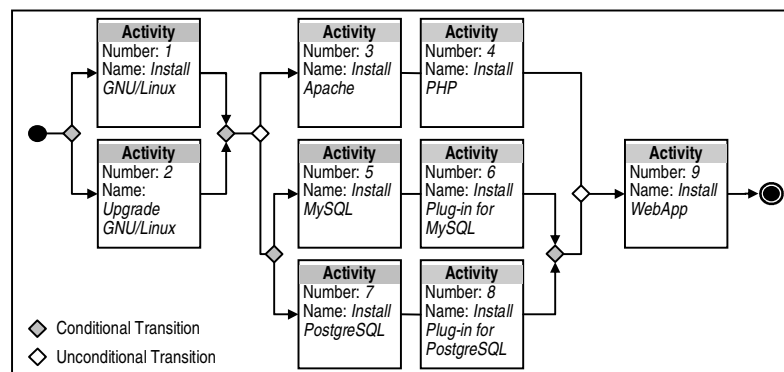 Activity
Number: 1
Name: Install
GNU/Linux
Activity
Number: 2
Name:
Upgrade
GNU/Linux
Activity
Number: 3
Name: Install
Apache
Activity
Number: 4
Name: Install
PHP
Activity
Number: 5
Name: Install
MySQL
Activity
Number: 6
Name: Install
Plug-in for
MySQL
Activity
Number: 7
Name: Install
PostgreSQL
Activity
Number: 8
Name: Install
Plug-in for
PostgreSQL
Activity
Number: 9
Name: Install
WebApp
Conditional Transition
Unconditional Transition